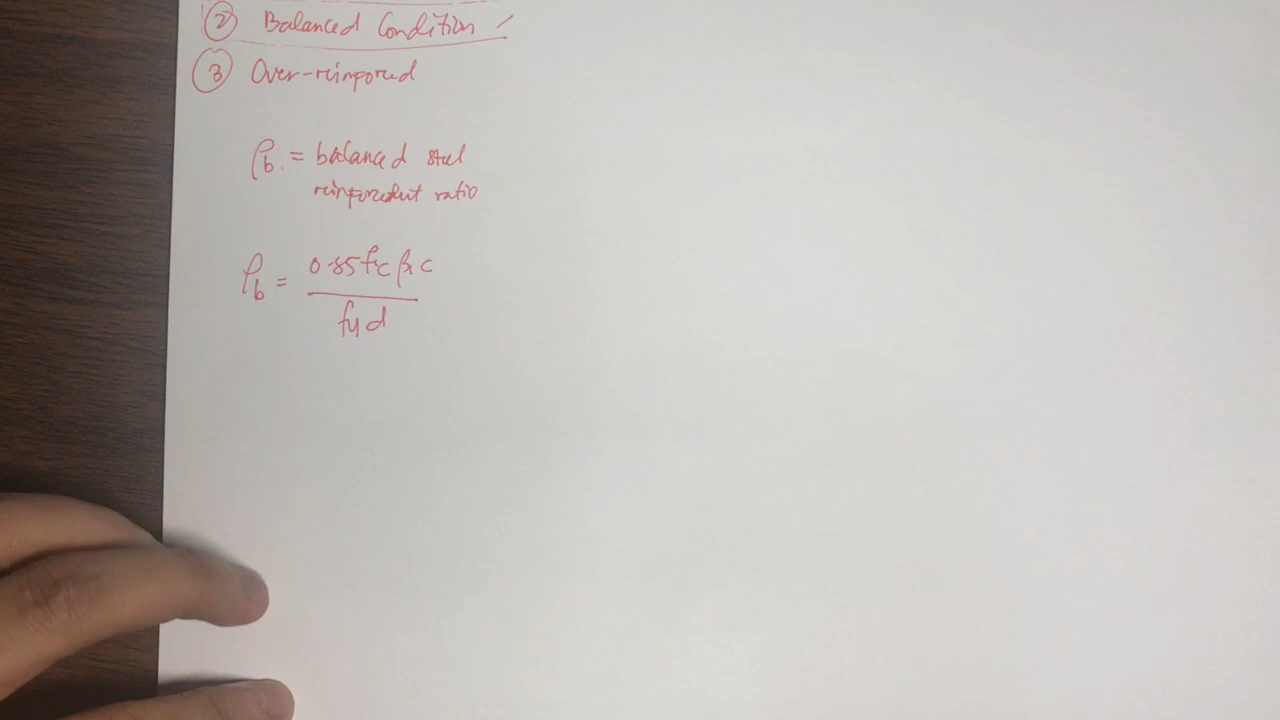 ② Balanced Condition
③ Over-reinforced
ρb = balanced steel
reinforcement ratio
ρb = 0.85 f'c β1 c
fy d